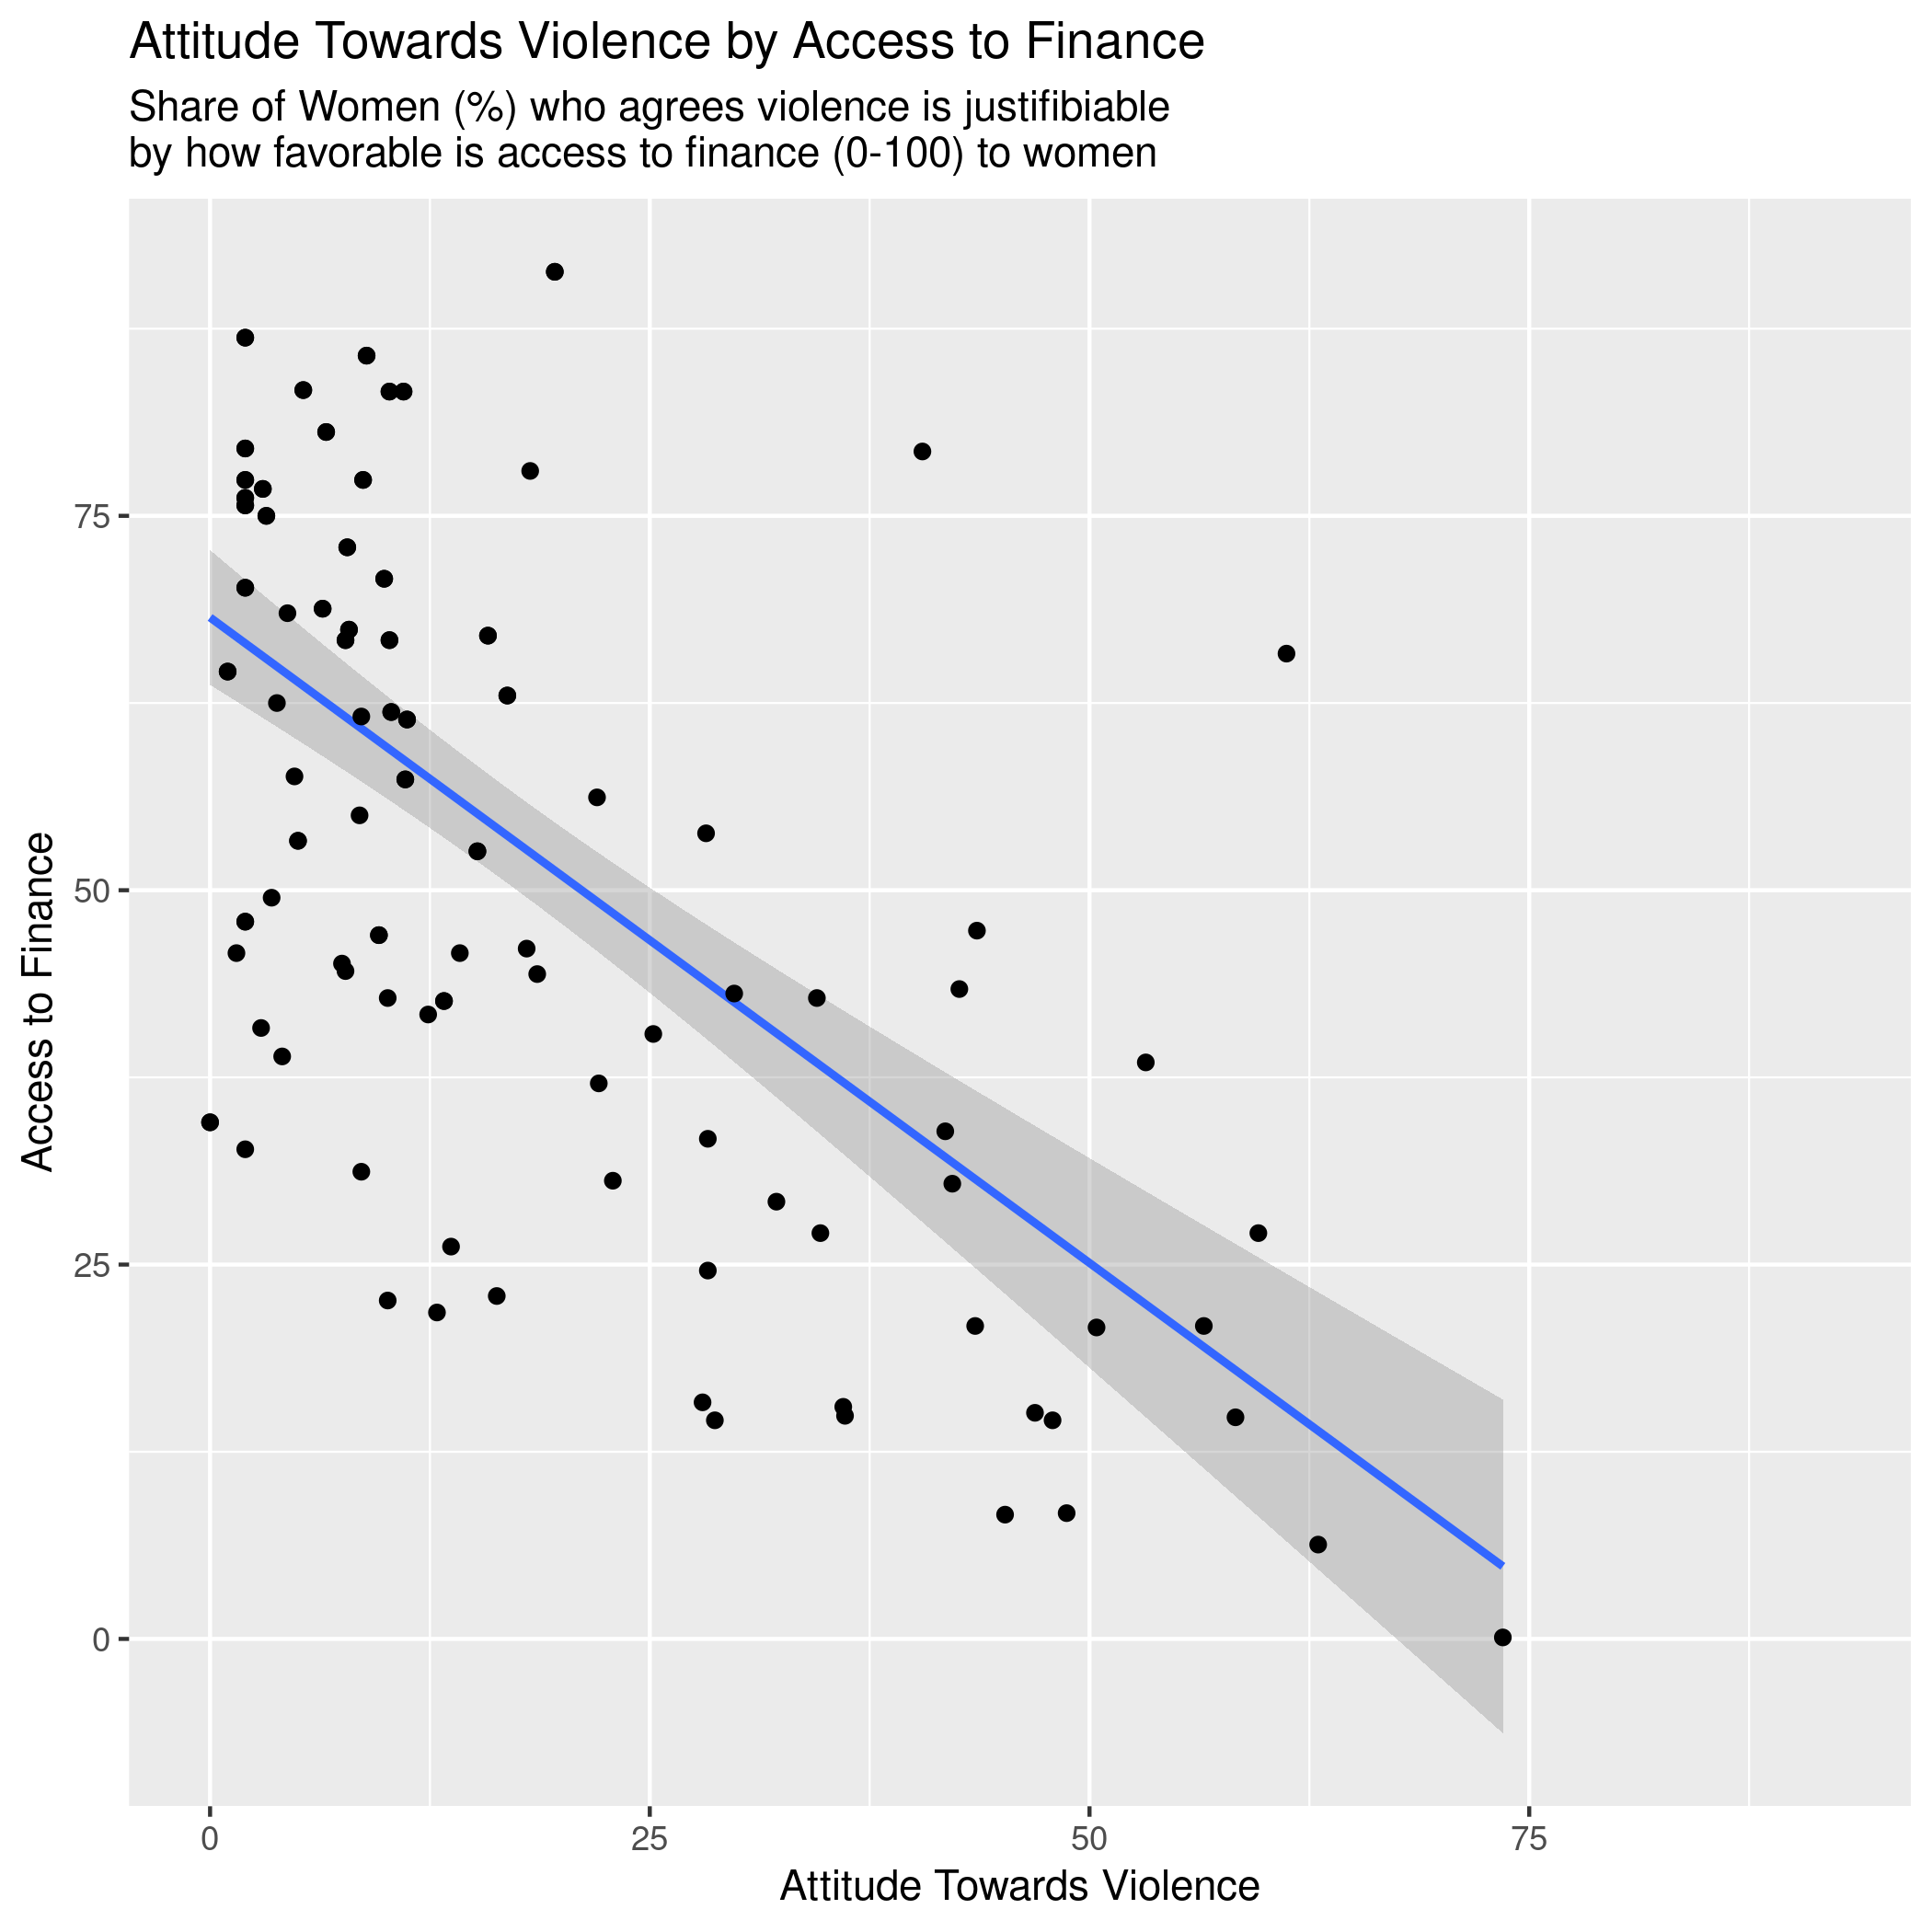 Attitude Towards Violence by Access to Finance
Share of Women (%) who agrees violence is justifibiable
by how favorable is access to finance (0-100) to women
75
50
25
0
Access to Finance
0
25
50
75
Attitude Towards Violence